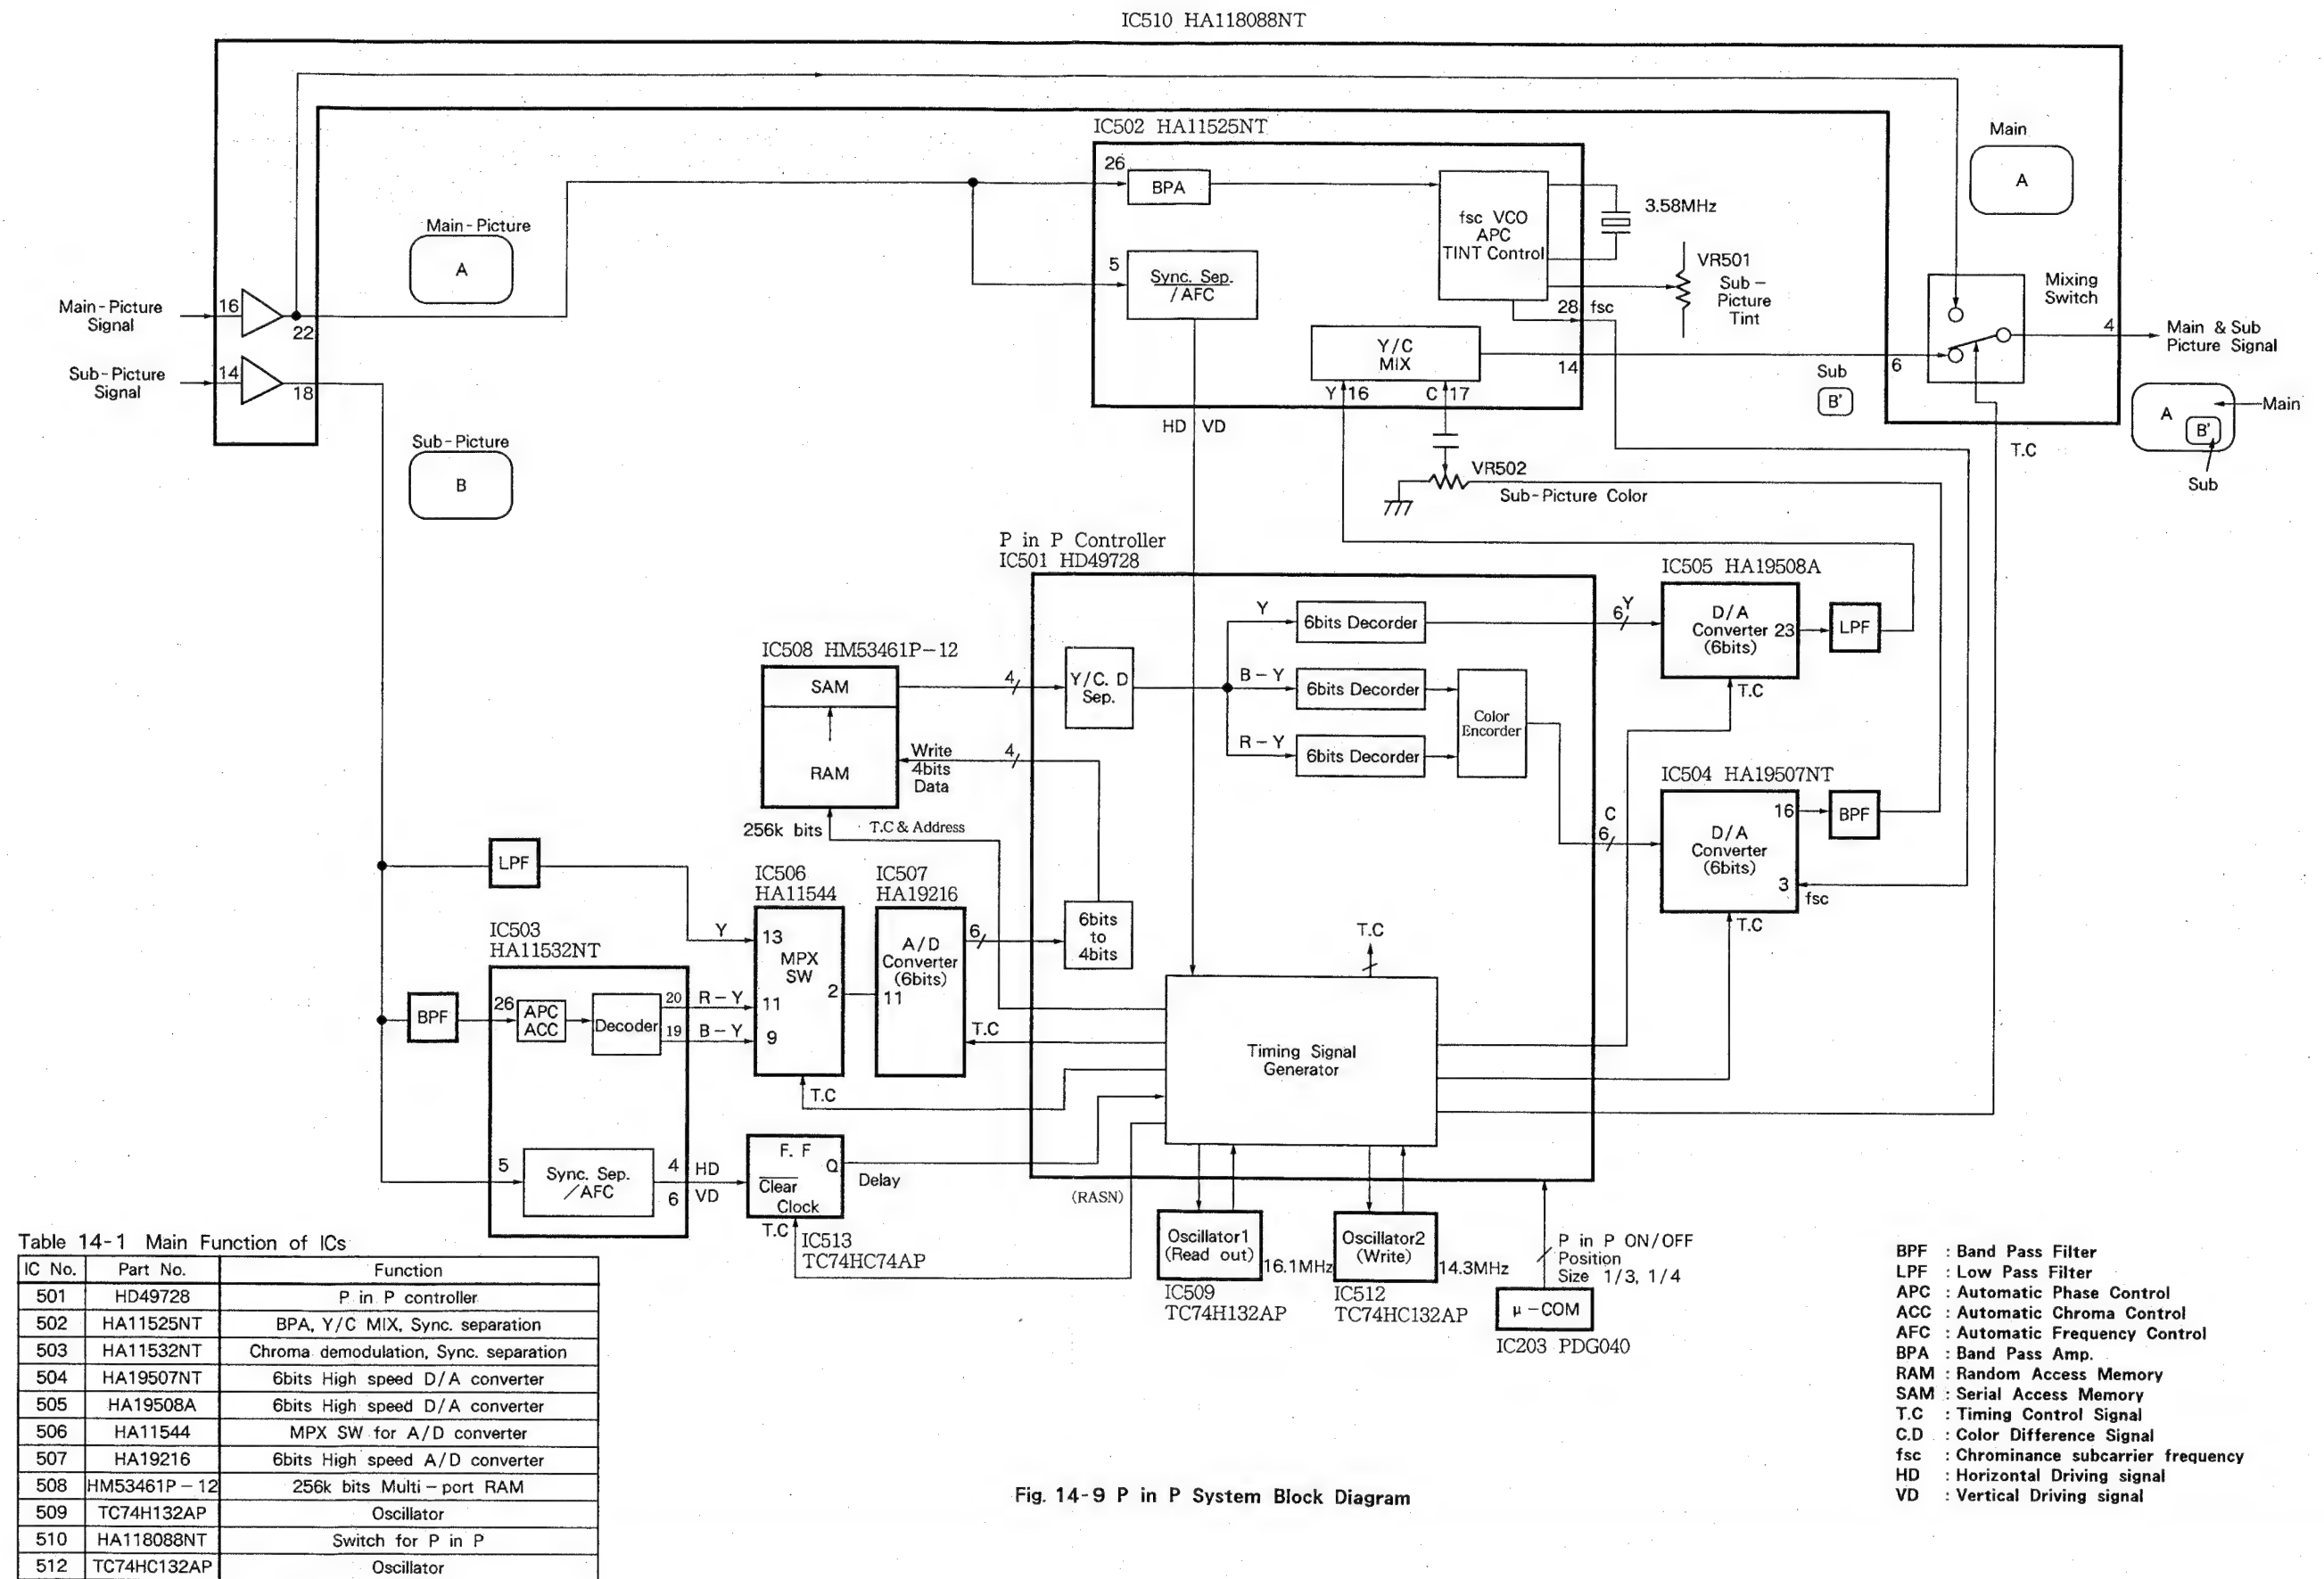 IC510 HA118088NT
IC502 HA11525NT
Main
A
26
BPA
fsc VCO
APC
TINT Control
3.58MHz
Main-Picture
A
5
Sync. Sep.
/AFC
VR501
Sub-
Picture
Tint
Mixing
Switch
Main-Picture
Signal
16
22
28
fsc
4
Main & Sub
Picture Signal
Y/C
MIX
14
6
Sub-Picture
Signal
14
18
Sub
B'
Y
16
C
17
A
B'
Main
Sub
HD
VD
T.C
Sub-Picture
B
VR502
Sub-Picture Color
P in P Controller
IC501 HD49728
IC505 HA19508A
Y
6bits Decorder
6
Y
D/A
Converter
(6bits)
23
LPF
IC508 HM53461P-12
SAM
4
Y/C. D
Sep.
B-Y
6bits Decorder
T.C
Color
Encorder
RAM
Write
4bits
Data
4
R-Y
6bits Decorder
IC504 HA19507NT
16
BPF
256k bits
T.C & Address
C
6
D/A
Converter
(6bits)
3
fsc
T.C
LPF
IC506
HA11544
IC507
HA19216
IC503
HA11532NT
Y
13
MPX
SW
11
9
2
A/D
Converter
(6bits)
11
6
6bits
to
4bits
T.C
BPF
26
APC
ACC
Decoder
20
R-Y
19
B-Y
T.C
T.C
Timing Signal
Generator
5
Sync. Sep.
/AFC
4
HD
6
VD
F. F
Q
Clear
Clock
T.C
Delay
IC513
TC74HC74AP
(RASN)
Oscillator1
(Read out)
16.1MHz
IC509
TC74H132AP
Oscillator2
(Write)
14.3MHz
IC512
TC74HC132AP
P in P ON/OFF
Position
Size 1/3, 1/4
μ-COM
IC203 PDG040
Table 14-1 Main Function of ICs
IC No. Part No. Function
501 HD49728 P in P controller
502 HA11525NT BPA, Y/C MIX, Sync. separation
503 HA11532NT Chroma demodulation, Sync. separation
504 HA19507NT 6bits High speed D/A converter
505 HA19508A 6bits High speed D/A converter
506 HA11544 MPX SW for A/D converter
507 HA19216 6bits High speed A/D converter
508 HM53461P-12 256k bits Multi-port RAM
509 TC74H132AP Oscillator
510 HA118088NT Switch for P in P
512 TC74HC132AP Oscillator
BPF : Band Pass Filter
LPF : Low Pass Filter
APC : Automatic Phase Control
ACC : Automatic Chroma Control
AFC : Automatic Frequency Control
BPA : Band Pass Amp.
RAM : Random Access Memory
SAM : Serial Access Memory
T.C : Timing Control Signal
C.D : Color Difference Signal
fsc : Chrominance subcarrier frequency
HD : Horizontal Driving signal
VD : Vertical Driving signal
Fig. 14-9 P in P System Block Diagram